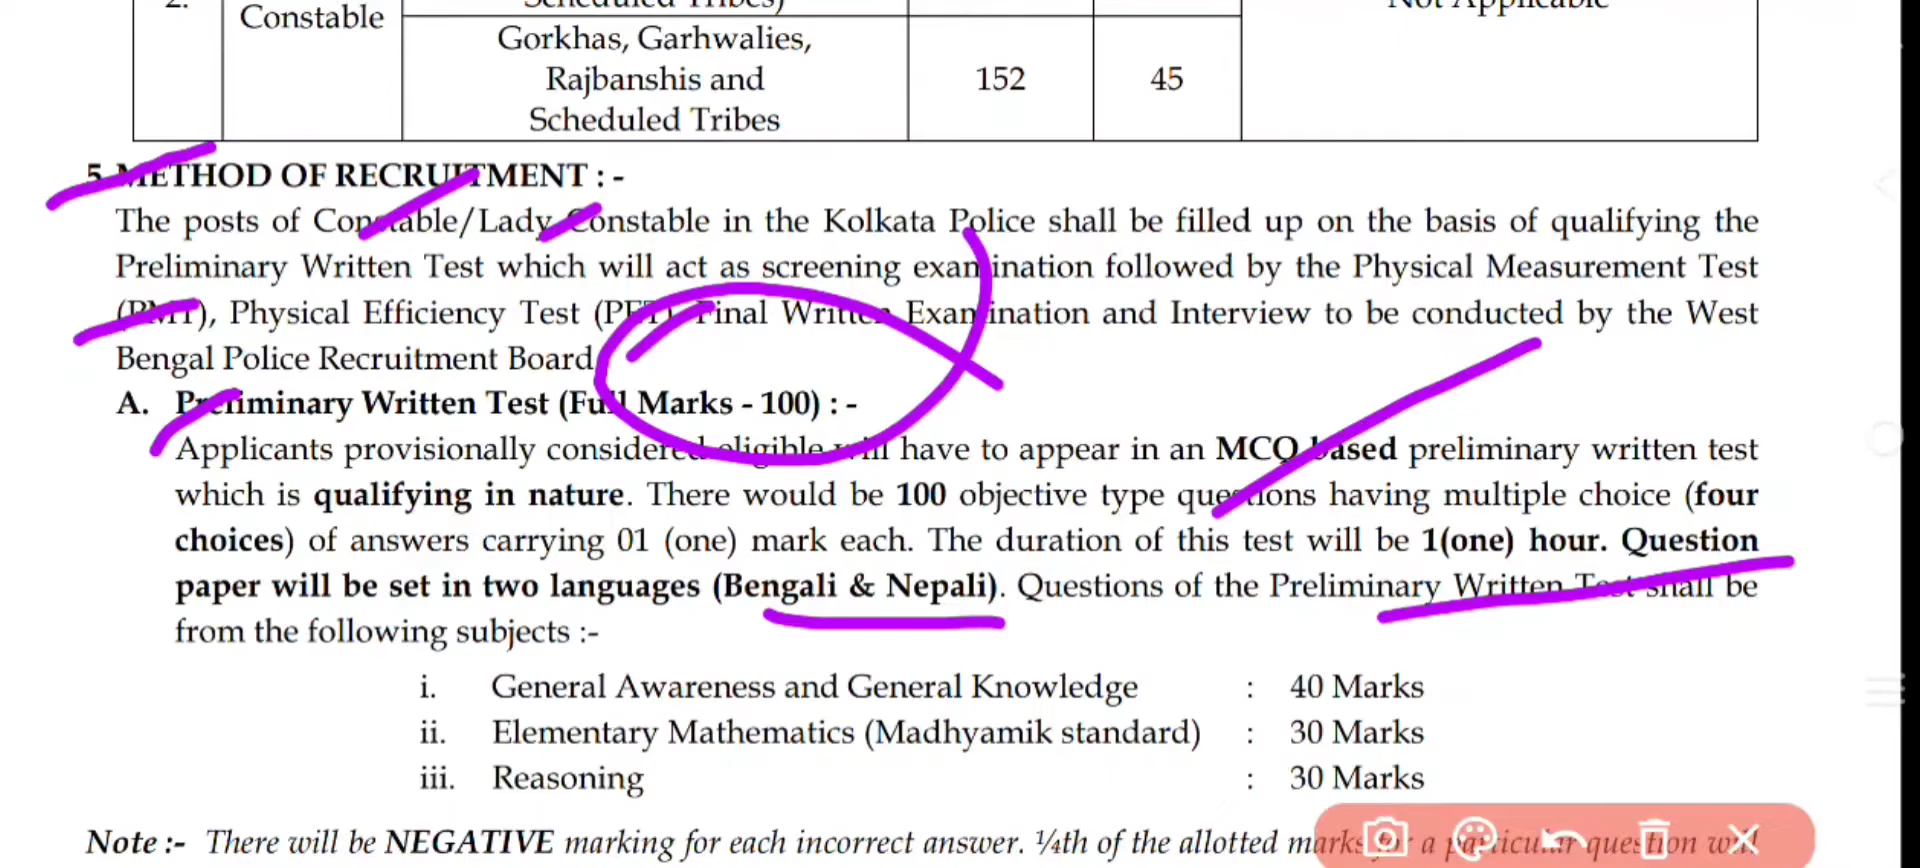 2.
Constable
Scheduled Tribes)
Not Applicable
Gorkhas, Garhwalies,
Rajbanshis and
Scheduled Tribes
152
45
5. METHOD OF RECRUITMENT : -
The posts of Constable/Lady Constable in the Kolkata Police shall be filled up on the basis of qualifying the
Preliminary Written Test which will act as screening examination followed by the Physical Measurement Test
(PMT), Physical Efficiency Test (PET), Final Written Examination and Interview to be conducted by the West
Bengal Police Recruitment Board
A. Preliminary Written Test (Full Marks - 100) : -
Applicants provisionally considered eligible will have to appear in an MCQ based preliminary written test
which is qualifying in nature. There would be 100 objective type questions having multiple choice (four
choices) of answers carrying 01 (one) mark each. The duration of this test will be 1(one) hour. Question
paper will be set in two languages (Bengali & Nepali). Questions of the Preliminary Written Test shall be
from the following subjects :-
i. General Awareness and General Knowledge : 40 Marks
ii. Elementary Mathematics (Madhyamik standard) : 30 Marks
iii. Reasoning : 30 Marks
Note :- There will be NEGATIVE marking for each incorrect answer. ¼th of the allotted marks for a particular question will